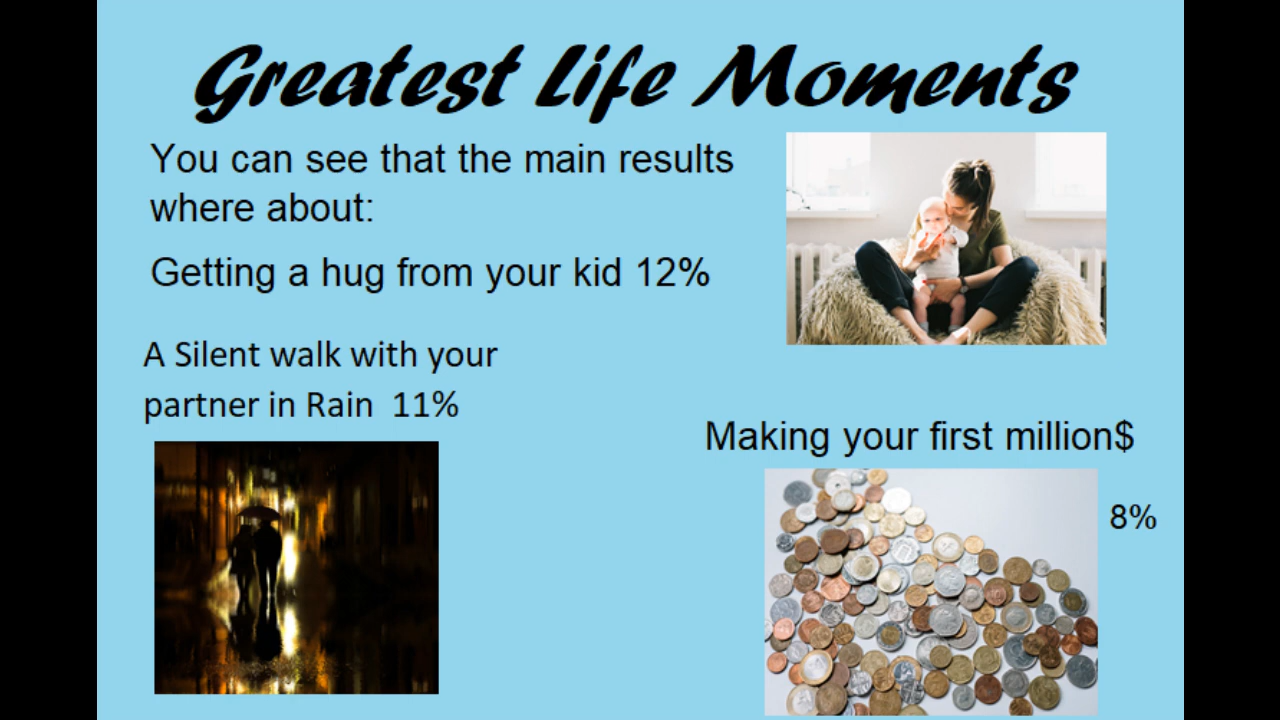 Greatest Life Moments
You can see that the main results
where about:
Getting a hug from your kid 12%
A Silent walk with your
partner in Rain 11%
Making your first million$
8%